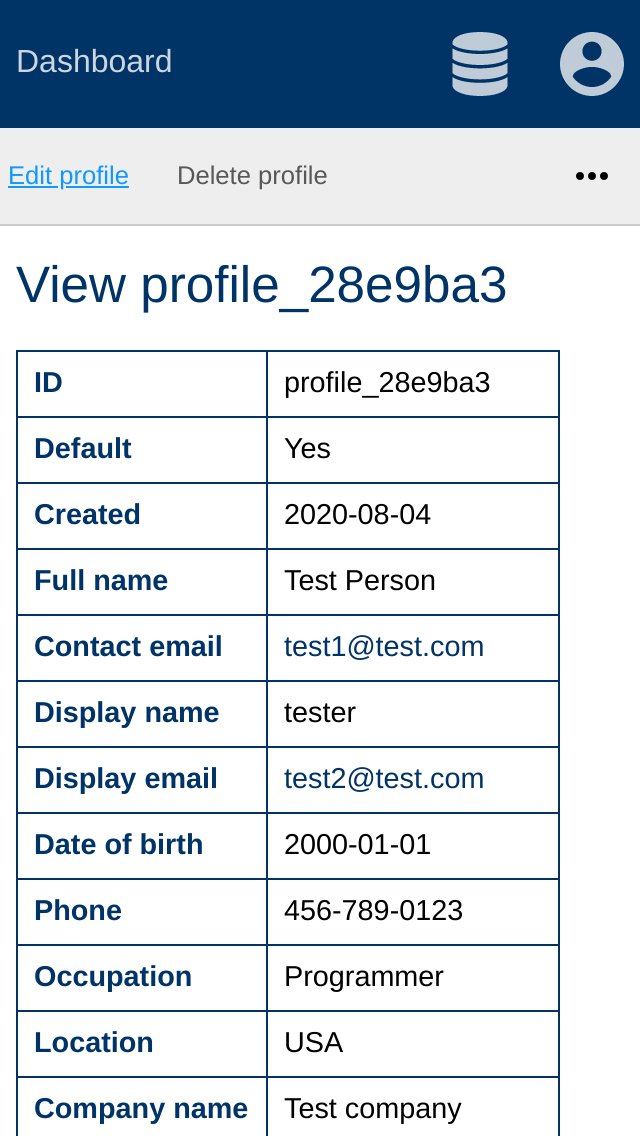 Dashboard
Edit profile Delete profile •••
View profile_28e9ba3
ID profile_28e9ba3
Default Yes
Created 2020-08-04
Full name Test Person
Contact email test1@test.com
Display name tester
Display email test2@test.com
Date of birth 2000-01-01
Phone 456-789-0123
Occupation Programmer
Location USA
Company name Test company